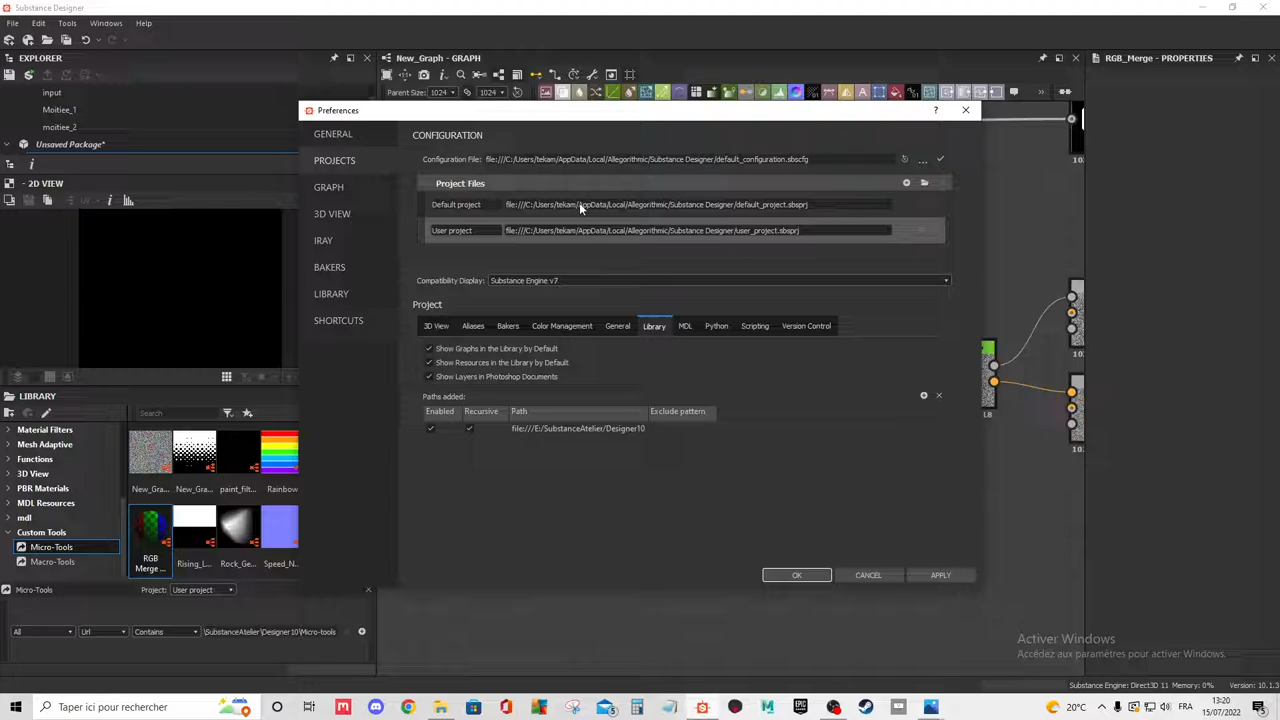 Substance Designer
File Edit Tools Windows Help
EXPLORER
New_Graph - GRAPH
RGB_Merge - PROPERTIES
Parent Size: 1024 1024
input
Moitiee_1
moitiee_2
Unsaved Package*
2D VIEW
Preferences
?
GENERAL
PROJECTS
GRAPH
3D VIEW
IRAY
BAKERS
LIBRARY
SHORTCUTS
CONFIGURATION
Configuration File: file:///C:/Users/tekam/AppData/Local/Allegorithmic/Substance Designer/default_configuration.sbscfg
Project Files
Default project file:///C:/Users/tekam/AppData/Local/Allegorithmic/Substance Designer/default_project.sbsprj
User project file:///C:/Users/tekam/AppData/Local/Allegorithmic/Substance Designer/user_project.sbsprj
Compatibility Display: Substance Engine v7
Project
3D View Aliases Bakers Color Management General Library MDL Python Scripting Version Control
Show Graphs in the Library by Default
Show Resources in the Library by Default
Show Layers in Photoshop Documents
Paths added:
Enabled Recursive Path Exclude pattern
file:///E:/SubstanceAtelier/Designer10
OK CANCEL APPLY
LIBRARY
Search
Material Filters
Mesh Adaptive
Functions
3D View
PBR Materials
MDL Resources
mdl
Custom Tools
Micro-Tools
Macro-Tools
New_Gra... New_Gra... paint_filt... Rainbow
RGB Merge ... Rising_L... Rock_Ge... Speed_N...
Micro-Tools Project: User project
All Url Contains \SubstanceAtelier\Designer10\Micro-tools
Activer Windows
Accédez aux paramètres pour activer Windows.
Substance Engine: Direct3D 11 Memory: 0% Version: 10.1.3
Taper ici pour rechercher
20°C FRA 13:20
15/07/2022